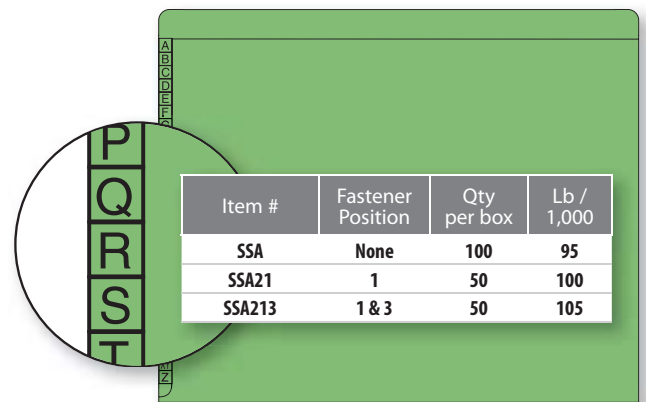 A
B
C
D
E
F
G
P
Q
R
S
T
Item #	Fastener Position	Qty per box	Lb / 1,000
SSA	None	100	95
SSA21	1	50	100
SSA213	1 & 3	50	105
Z